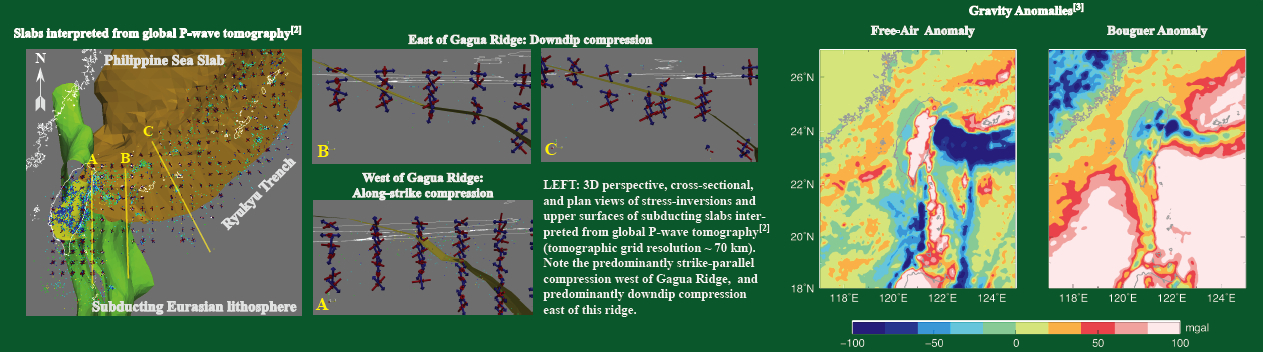 Slabs interpreted from global P-wave tomography[2]
N
Philippine Sea Slab
C
A
B
Ryukyu Trench
Subducting Eurasian lithosphere
East of Gagua Ridge: Downdip compression
B
C
West of Gagua Ridge:
Along-strike compression
A
LEFT: 3D perspective, cross-sectional,
and plan views of stress-inversions and
upper surfaces of subducting slabs inter-
preted from global P-wave tomography[2]
(tomographic grid resolution ~ 70 km).
Note the predominantly strike-parallel
compression west of Gagua Ridge, and
predominantly downdip compression
east of this ridge.
Gravity Anomalies[3]
Free-Air Anomaly
Bouguer Anomaly
26°N
24°N
22°N
20°N
18°N
118°E
120°E
122°E
124°E
118°E
120°E
122°E
124°E
mgal
-100
-50
0
50
100